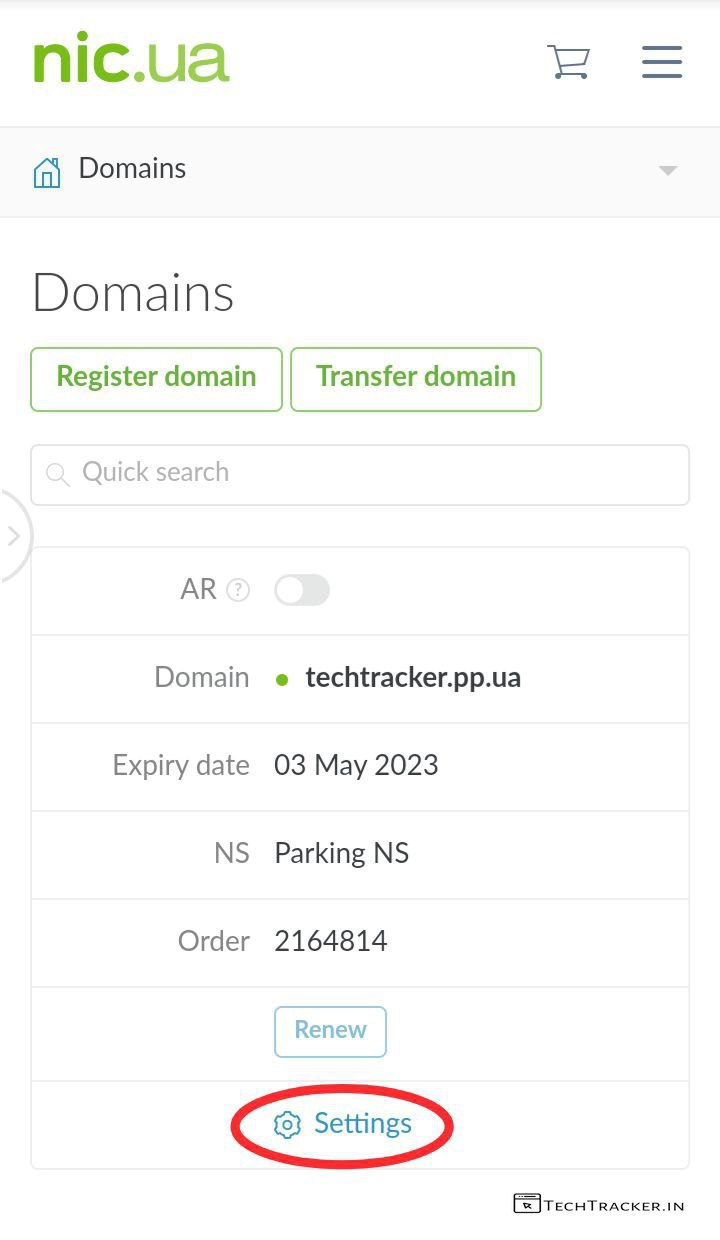 nic.ua
Domains
Domains
Register domain
Transfer domain
Quick search
AR ?
Domain techtracker.pp.ua
Expiry date 03 May 2023
NS Parking NS
Order 2164814
Renew
Settings
TECHTRACKER.IN